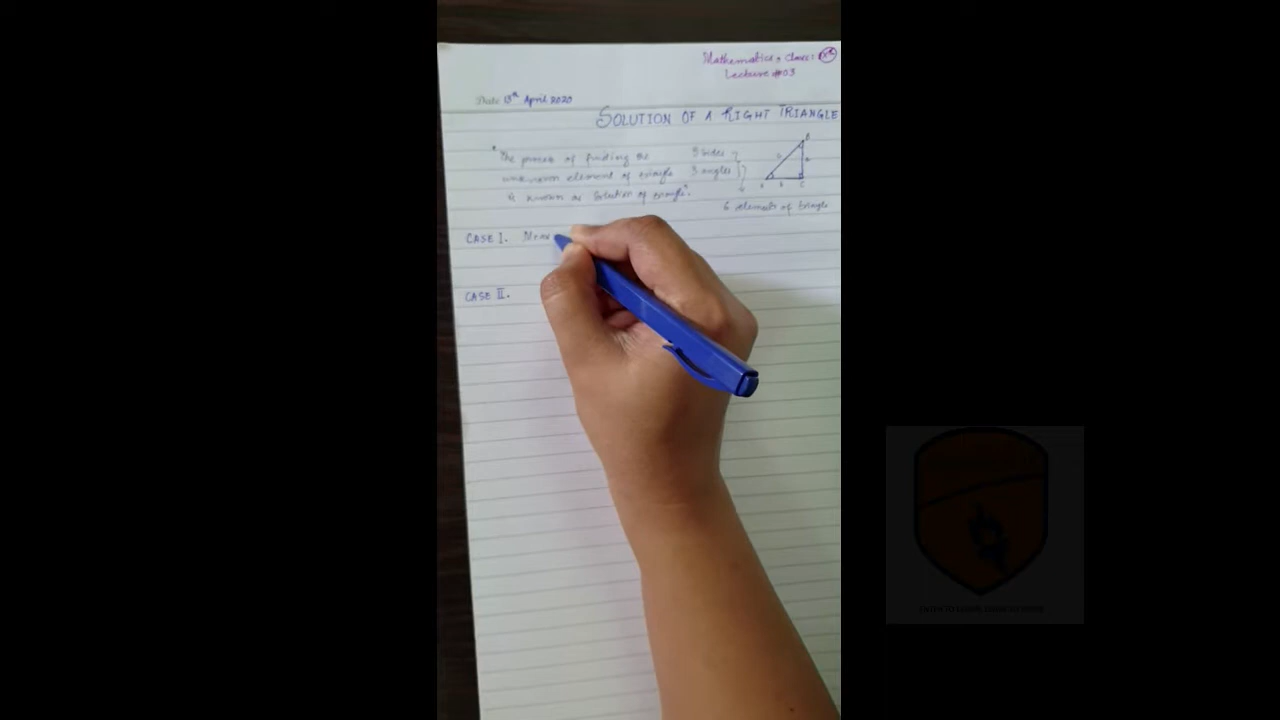 Mathematics, Class: IX
Lecture #03
Date 13th April 2020
SOLUTION OF A RIGHT TRIANGLE
"The process of finding the
unknown element of triangle
is known as Solution of triangle".
3 sides
3 angles
6 elements of triangle
B
c a
A b C
CASE I. Meas
CASE II.